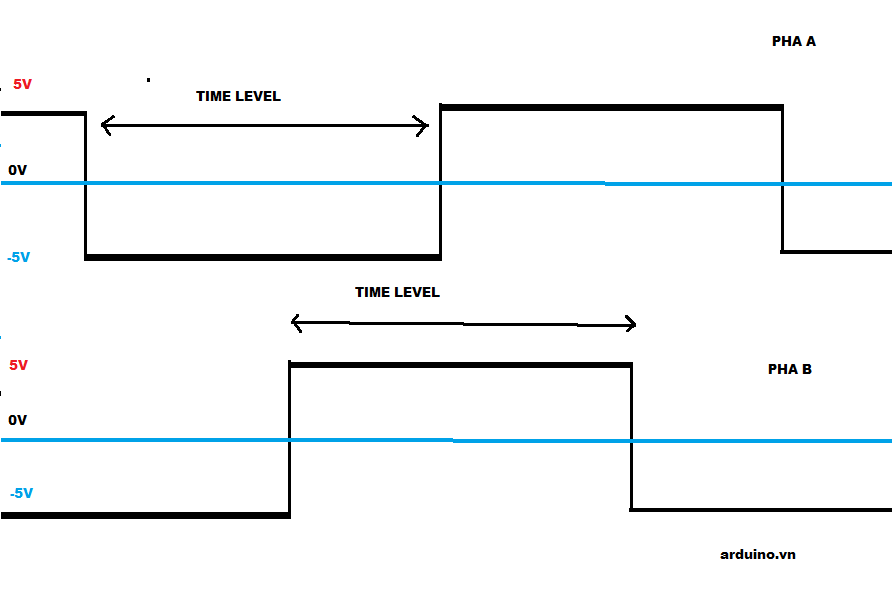 PHA A
5V
TIME LEVEL
0V
-5V
TIME LEVEL
5V
PHA B
0V
-5V
arduino.vn